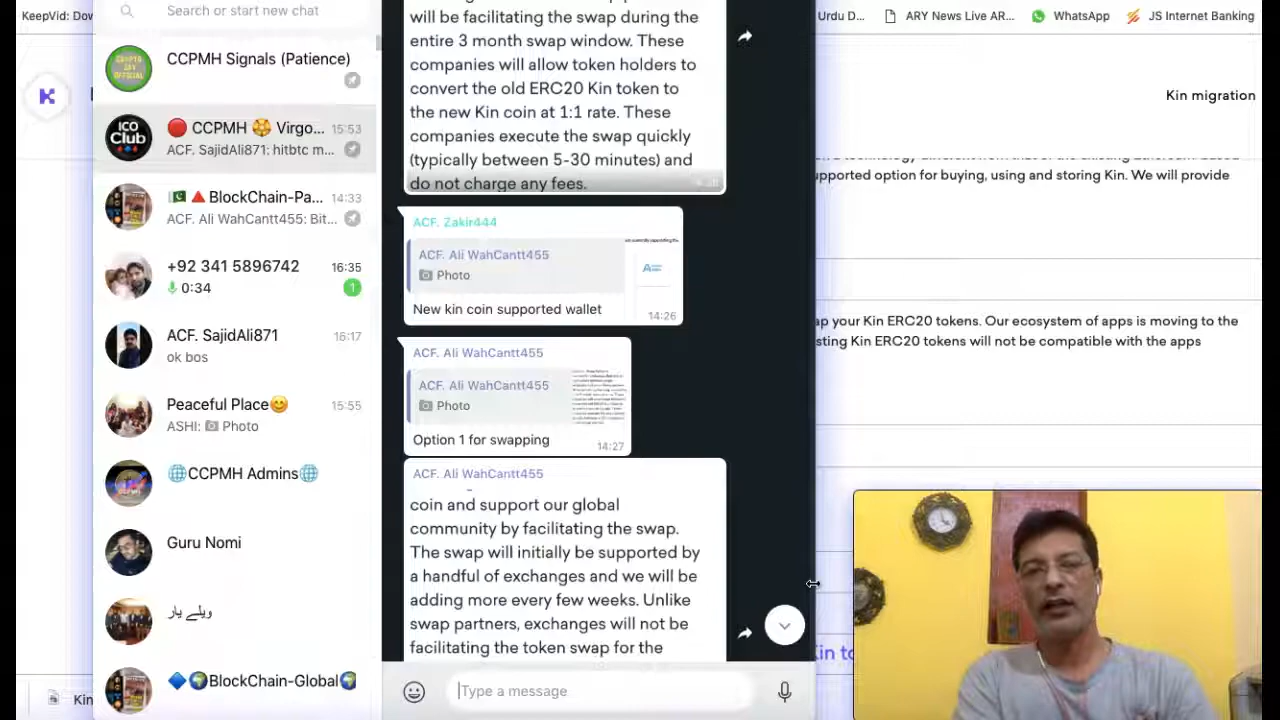 KeepVid: Dow
Urdu D...
ARY News Live AR...
WhatsApp
JS Internet Banking
Search or start new chat
CCPMH Signals (Patience)
CRYPTO
JAY
OFFICIAL
ICO
Club
🔴 CCPMH Virgo... 15:53
ACF. SajidAli871: hitbtc m...
🇵🇰 🔺BlockChain-Pa... 14:33
ACF. Ali WahCantt455: Bit...
+92 341 5896742 16:35
0:34 1
ACF. SajidAli871 16:17
ok bos
Peaceful Place😊 15:55
ASHI: Photo
🌐CCPMH Admins🌐
Guru Nomi
ویلے یار
🔷🌍BlockChain-Global🌍
Kin
will be facilitating the swap during the
entire 3 month swap window. These
companies will allow token holders to
convert the old ERC20 Kin token to
the new Kin coin at 1:1 rate. These
companies execute the swap quickly
(typically between 5-30 minutes) and
do not charge any fees.
ACF. Zakir444
ACF. Ali WahCantt455
Photo
New kin coin supported wallet
14:26
ACF. Ali WahCantt455
ACF. Ali WahCantt455
Photo
Option 1 for swapping
14:27
ACF. Ali WahCantt455
coin and support our global
community by facilitating the swap.
The swap will initially be supported by
a handful of exchanges and we will be
adding more every few weeks. Unlike
swap partners, exchanges will not be
facilitating the token swap for the
Type a message
Kin migration
pported option for buying, using and storing Kin. We will provide
ap your Kin ERC20 tokens. Our ecosystem of apps is moving to the
sting Kin ERC20 tokens will not be compatible with the apps
Kin to